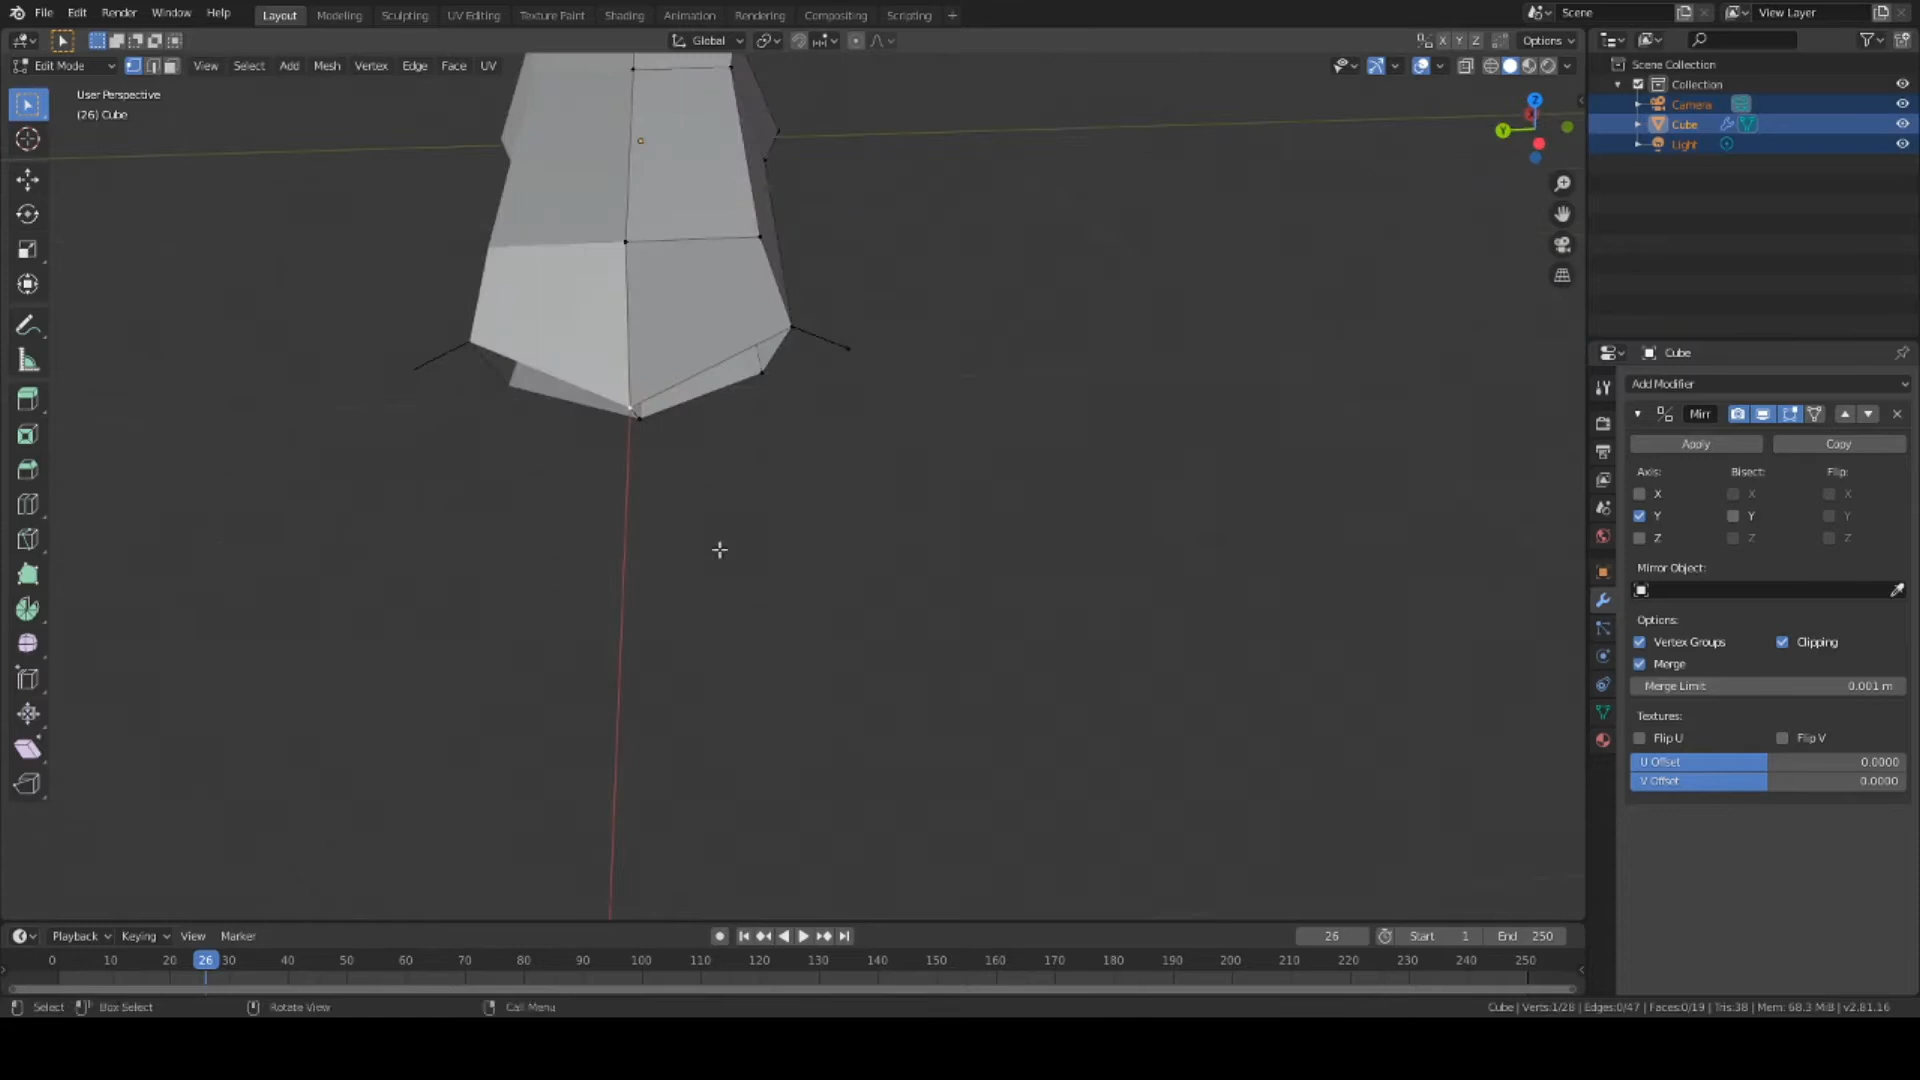 File Edit Render Window Help Layout Modeling Sculpting UV Editing Texture Paint Shading Animation Rendering Compositing Scripting + Scene View Layer
Global X Y Z Options
Edit Mode View Select Add Mesh Vertex Edge Face UV
User Perspective
(26) Cube
Z
Y
Scene Collection
Collection
Camera
Cube
Light
Cube
Add Modifier
Mirr
Apply Copy
Axis: Bisect: Flip:
X X X
Y Y Y
Z Z Z
Mirror Object:
Options:
Vertex Groups Clipping
Merge
Merge Limit 0.001 m
Textures:
Flip U Flip V
U Offset 0.0000
V Offset 0.0000
Playback Keying View Marker 26 Start 1 End 250
0 10 20 26 30 40 50 60 70 80 90 100 110 120 130 140 150 160 170 180 190 200 210 220 230 240 250
Select Box Select Rotate View Call Menu Cube | Verts:1/28 | Edges:0/47 | Faces:0/19 | Tris:38 | Mem: 68.3 MiB | v2.81.16